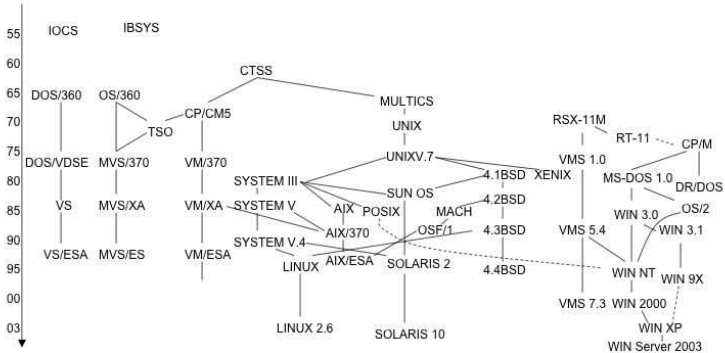 55
IOCS
IBSYS
60
CTSS
65
DOS/360
OS/360
MULTICS
CP/CM5
70
TSO
UNIX
RSX-11M
RT-11
CP/M
75
DOS/VDSE
MVS/370
VM/370
UNIXV.7
VMS 1.0
80
SYSTEM III
4.1BSD
XENIX
MS-DOS 1.0
DR/DOS
SUN OS
4.2BSD
85
VS
MVS/XA
VM/XA
SYSTEM V
AIX
POSIX
MACH
WIN 3.0
OS/2
90
AIX/370
OSF/1
4.3BSD
VMS 5.4
WIN 3.1
SYSTEM V.4
VS/ESA
MVS/ES
VM/ESA
AIX/ESA
95
LINUX
SOLARIS 2
4.4BSD
WIN NT
WIN 9X
00
VMS 7.3
WIN 2000
03
LINUX 2.6
SOLARIS 10
WIN XP
WIN Server 2003